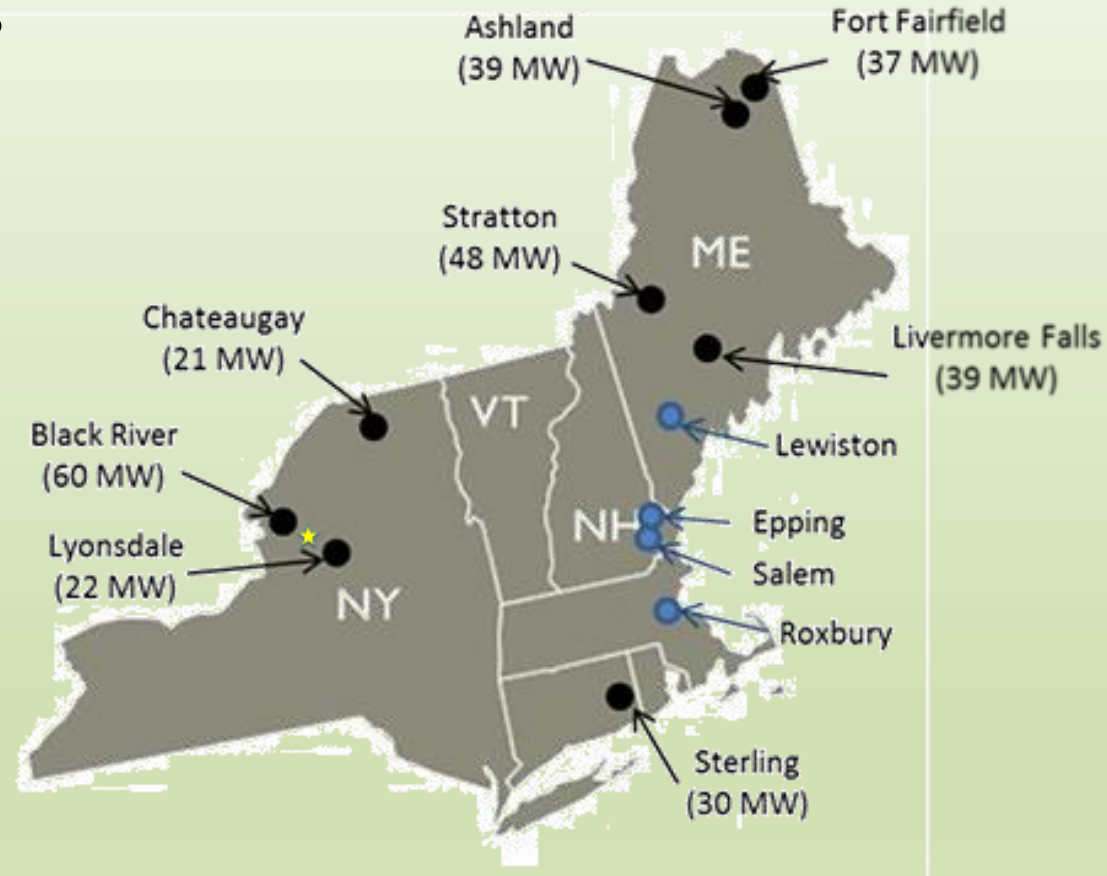 Ashland
(39 MW)
Fort Fairfield
(37 MW)
Stratton
(48 MW)
ME
Chateaugay
(21 MW)
Livermore Falls
(39 MW)
VT
Black River
(60 MW)
Lewiston
NH
Epping
Lyonsdale
(22 MW)
Salem
NY
Roxbury
Sterling
(30 MW)